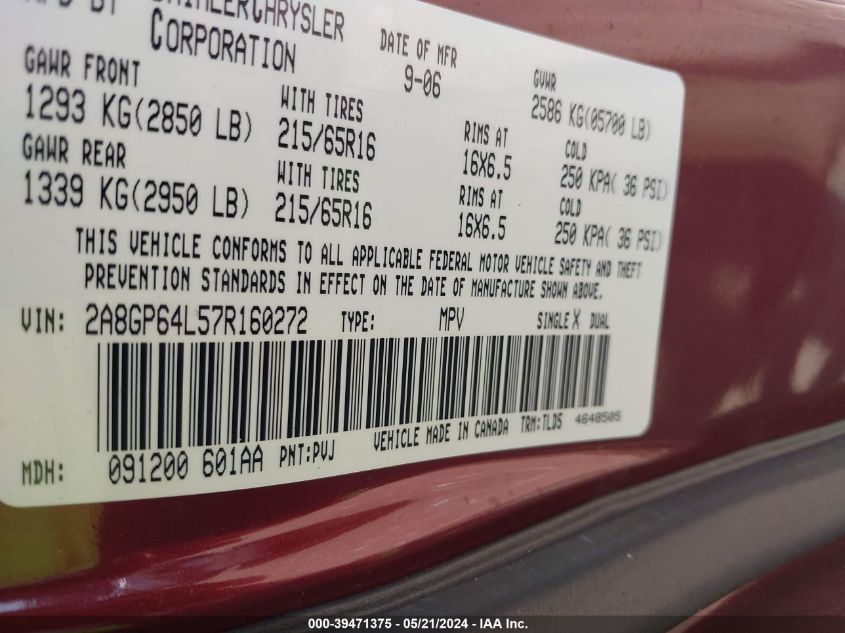 MFD BY DAIMLERCHRYSLER
CORPORATION
DATE OF MFR
9-06
GVWR
2586 KG(05700 LB)
GAWR FRONT
1293 KG(2850 LB)
WITH TIRES
215/65R16
RIMS AT
16X6.5
COLD
250 KPA( 36 PSI)
GAWR REAR
1339 KG(2950 LB)
WITH TIRES
215/65R16
RIMS AT
16X6.5
COLD
250 KPA( 36 PSI)
THIS VEHICLE CONFORMS TO ALL APPLICABLE FEDERAL MOTOR VEHICLE SAFETY AND THEFT
PREVENTION STANDARDS IN EFFECT ON THE DATE OF MANUFACTURE SHOWN ABOVE.
VIN: 2A8GP64L57R160272 TYPE: MPV SINGLE X DUAL
VEHICLE MADE IN CANADA TRM:TLD5 4648505
MDH: 091200 601AA PNT:PVJ
000-39471375 / 05/21/2024 - IAA Inc.